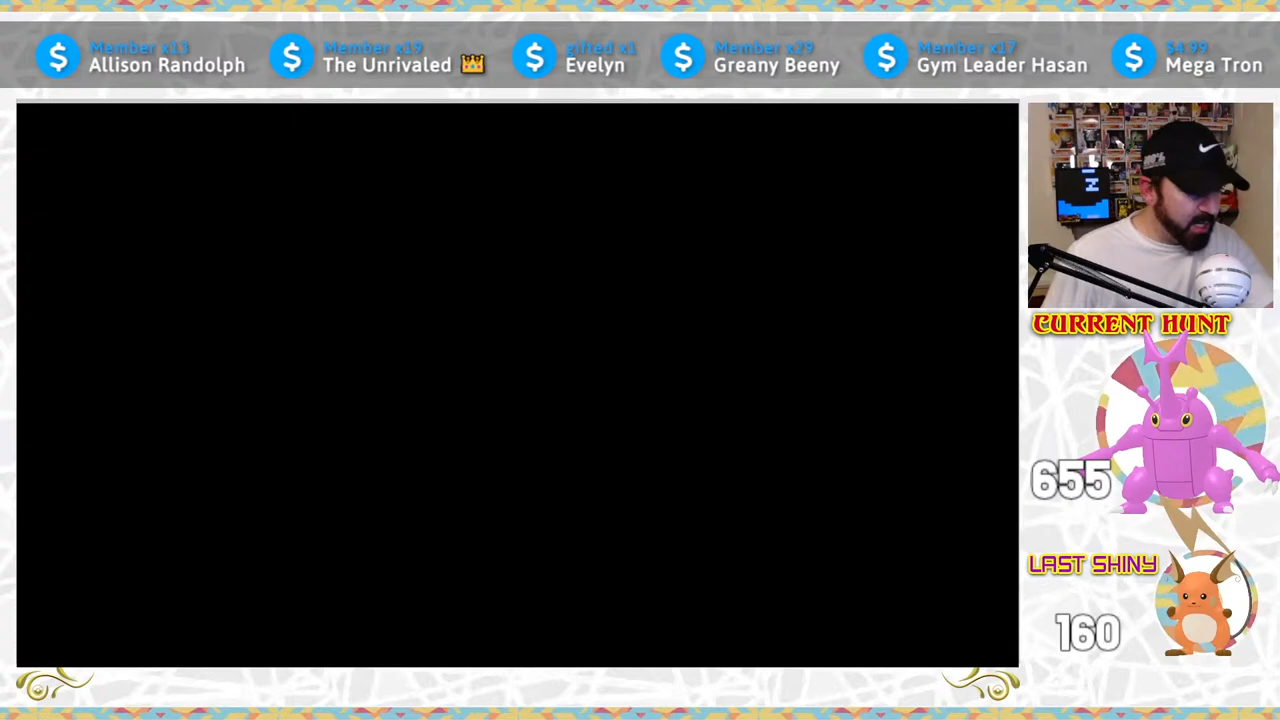 Member x13
Allison Randolph
Member x19
The Unrivaled 👑
gifted x1
Evelyn
Member x29
Greany Beeny
Member x17
Gym Leader Hasan
$4.99
Mega Tron
CURRENT HUNT
655
LAST SHINY
160